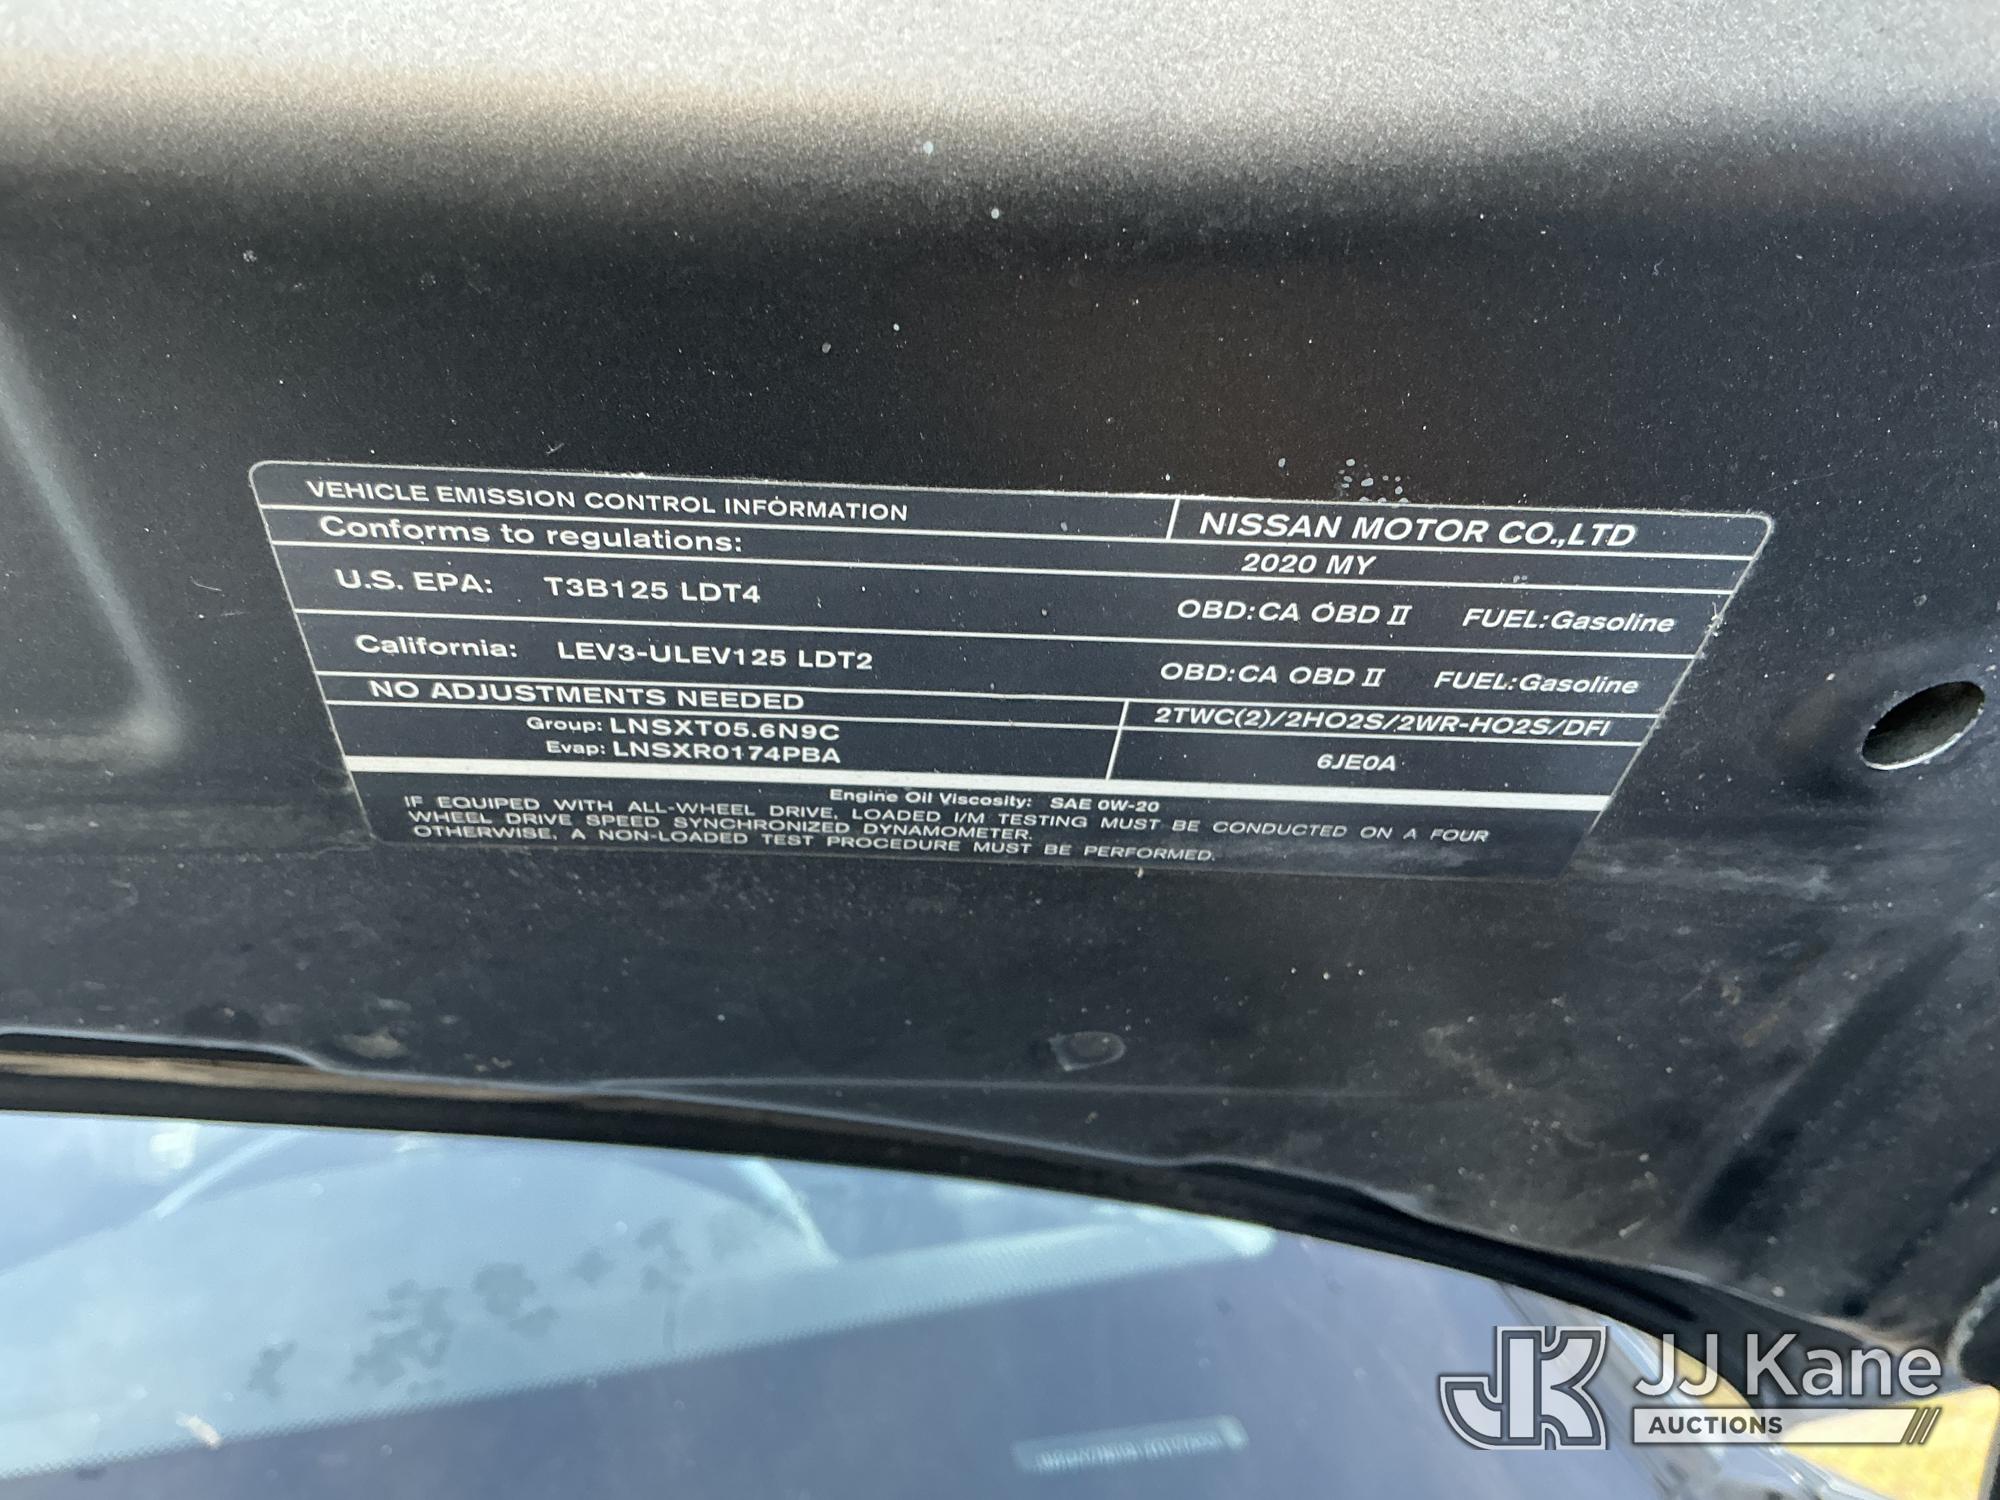 VEHICLE EMISSION CONTROL INFORMATION
NISSAN MOTOR CO.,LTD
Conforms to regulations:
2020 MY
U.S. EPA: T3B125 LDT4 OBD:CA OBD II FUEL:Gasoline
California: LEV3-ULEV125 LDT2 OBD:CA OBD II FUEL:Gasoline
NO ADJUSTMENTS NEEDED
2TWC(2)/2HO2S/2WR-HO2S/DFI
Group: LNSXT05.6N9C
Evap: LNSXR0174PBA
6JE0A
Engine Oil Viscosity: SAE 0W-20
IF EQUIPED WITH ALL-WHEEL DRIVE, LOADED I/M TESTING MUST BE CONDUCTED ON A FOUR
WHEEL DRIVE SPEED SYNCHRONIZED DYNAMOMETER.
OTHERWISE, A NON-LOADED TEST PROCEDURE MUST BE PERFORMED.
JK
JJ Kane
AUCTIONS